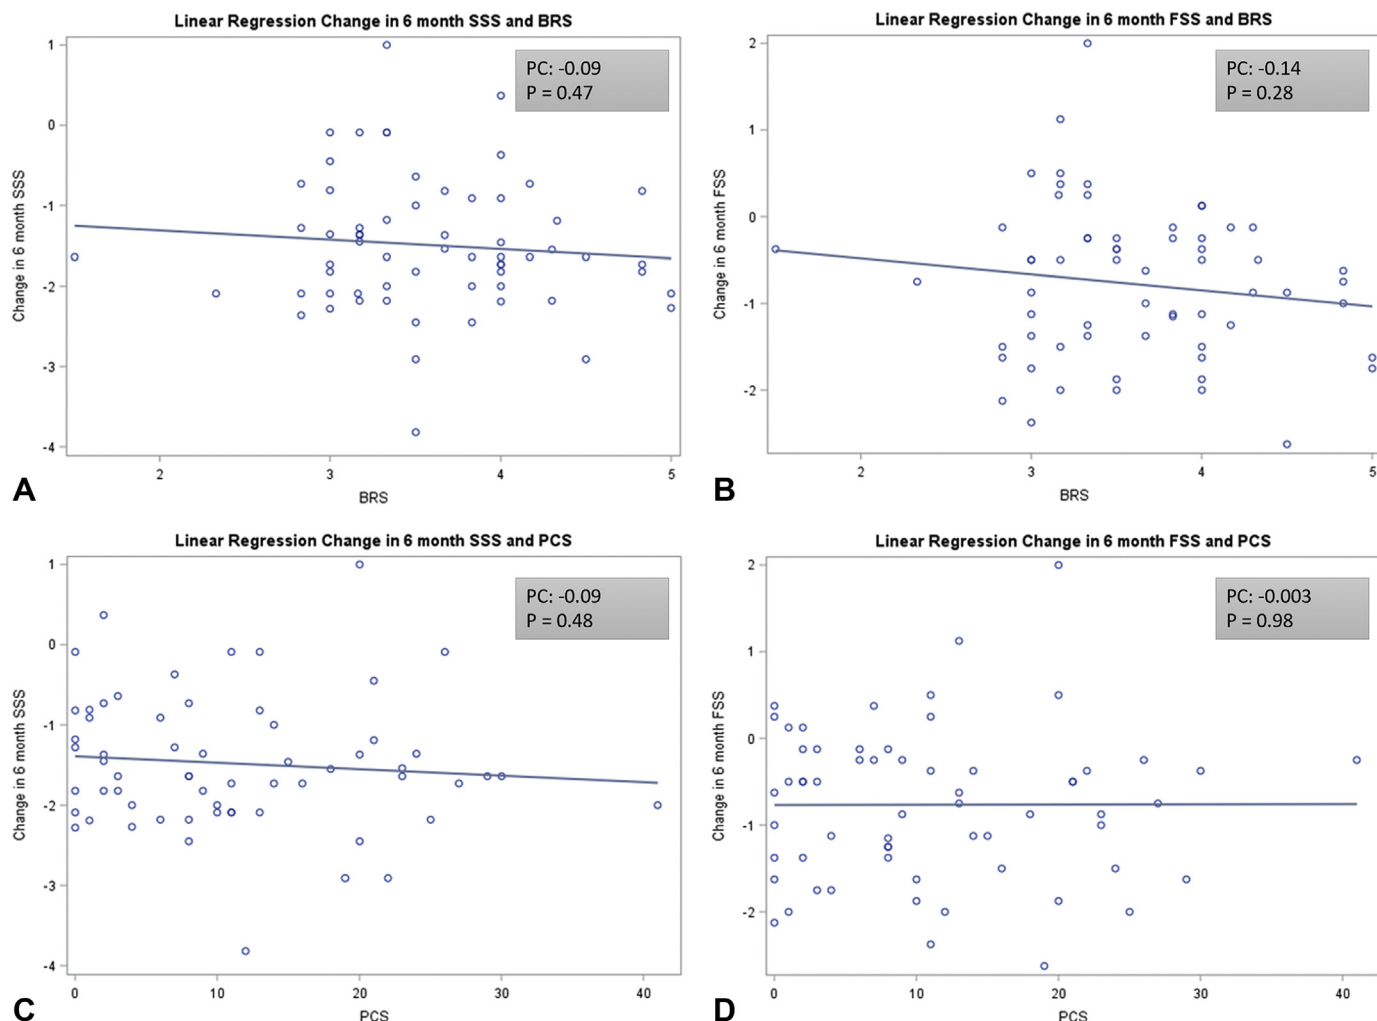 Linear Regression Change in 6 month SSS and BRS
PC: -0.09
P = 0.47
1
0
-1
-2
-3
-4
Change in 6 month SSS
2
3
4
5
BRS
A
Linear Regression Change in 6 month FSS and BRS
PC: -0.14
P = 0.28
2
1
0
-1
-2
Change in 6 month FSS
2
3
4
5
BRS
B
Linear Regression Change in 6 month SSS and PCS
PC: -0.09
P = 0.48
1
0
-1
-2
-3
-4
Change in 6 month SSS
0
10
20
30
40
PCS
C
Linear Regression Change in 6 month FSS and PCS
PC: -0.003
P = 0.98
2
1
0
-1
-2
Change in 6 month FSS
0
10
20
30
40
PCS
D